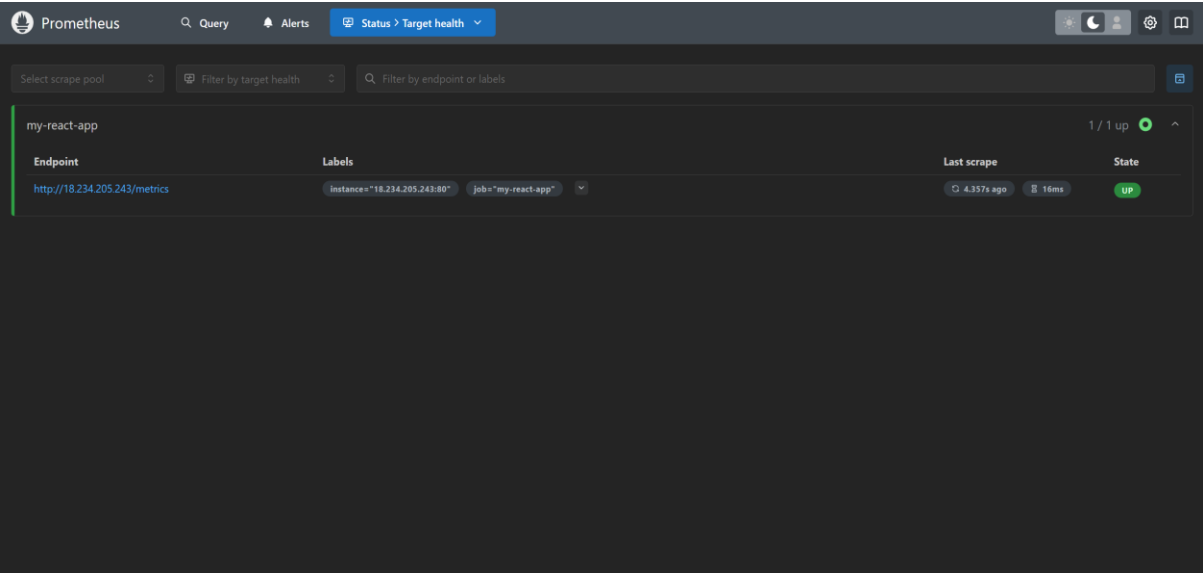 Prometheus Query Alerts Status > Target health
Select scrape pool Filter by target health Filter by endpoint or labels
my-react-app 1 / 1 up
Endpoint Labels Last scrape State
http://18.234.205.243/metrics instance="18.234.205.243:80" job="my-react-app" 4.357s ago 16ms UP